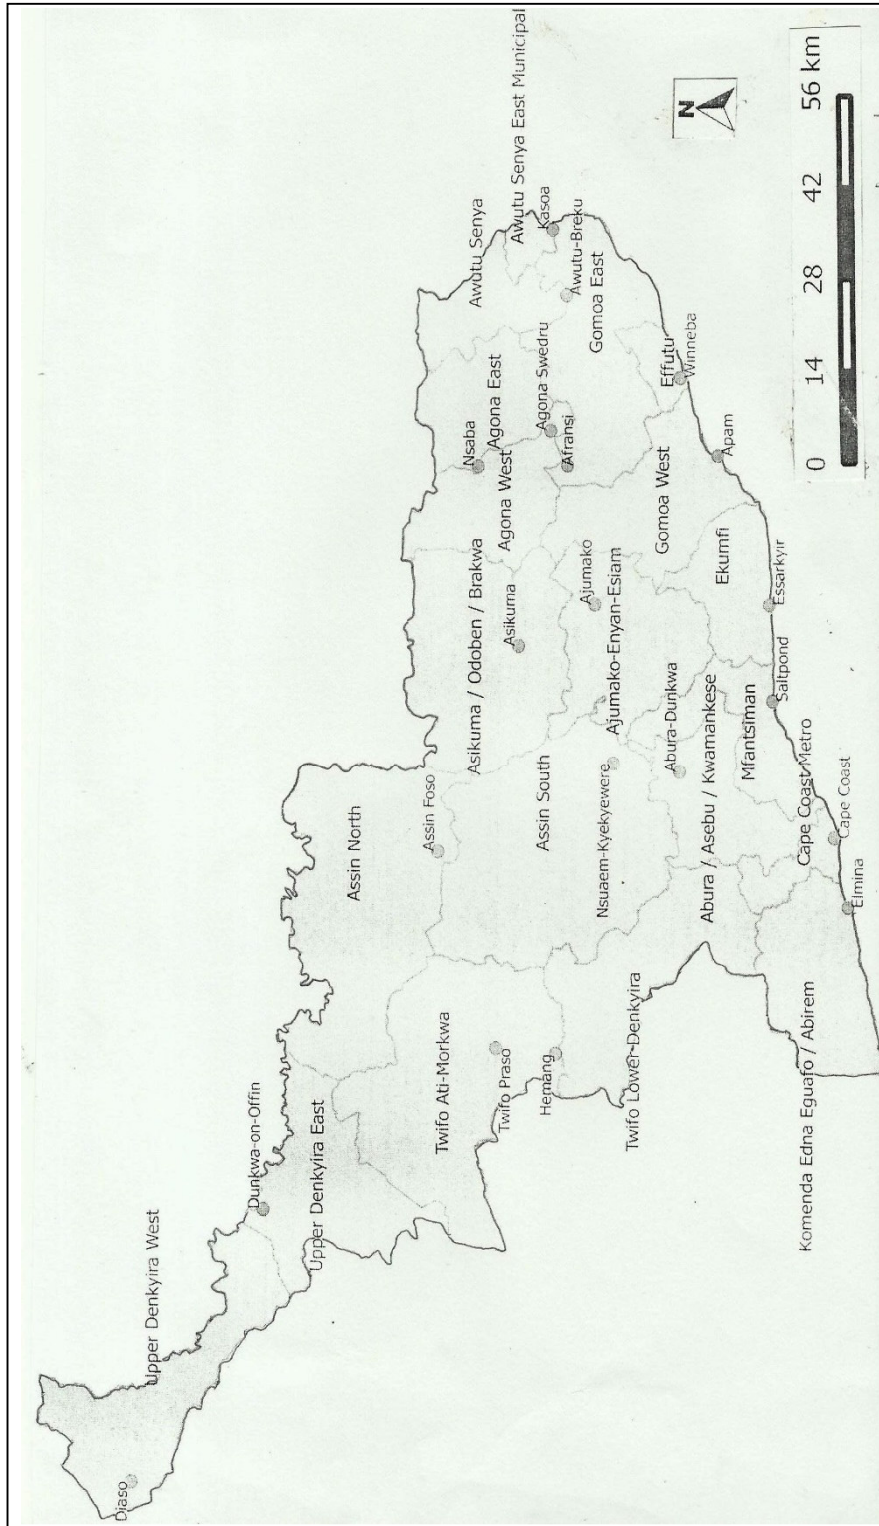 Diaso
Upper Denkyira West
Dunkwa-on-Offin
Upper Denkyira East
Assin North
Assin Foso
Twifo Ati-Morkwa
Twifo Praso
Hemang
Twifo Lower-Denkyira
Assin South
Nsuaem-Kyekyewere
Asikuma / Odoben / Brakwa
Asikuma
Nsaba
Agona East
Agona West
Agona Swedru
Afransi
Awutu Senya
Awutu Senya East Municipal
Kasoa
Awutu-Breku
Gomoa East
Effutu
Winneba
Ajumako
Ajumako-Enyan-Esiam
Gomoa West
Apam
Ekumfi
Essarkyir
Abura-Dunkwa
Abura / Asebu / Kwamankese
Mfantsiman
Saltpond
Cape Coast Metro
Cape Coast
Elmina
Komenda Edna Eguafo / Abirem
N
0 14 28 42 56 km